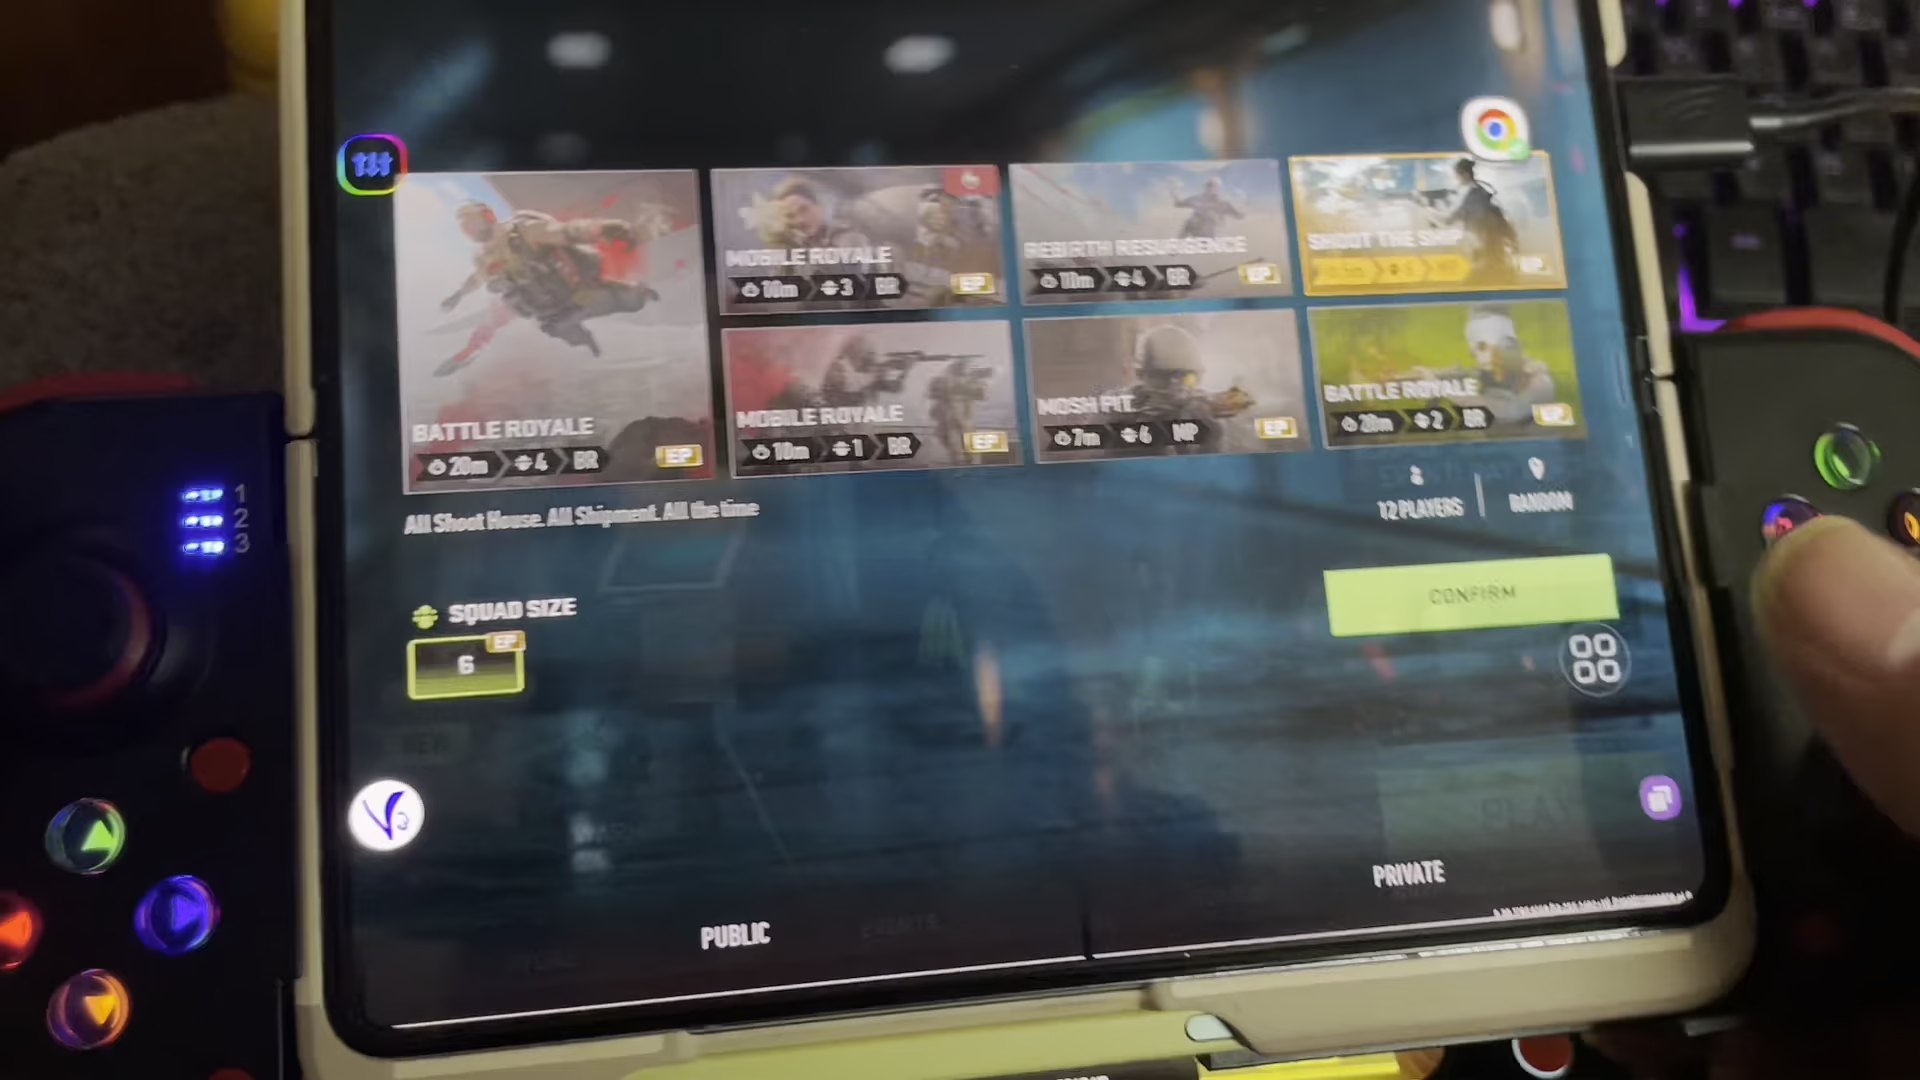 MOBILE ROYALE
10m 3 BR EP
REBIRTH RESURGENCE
10m 4 BR EP
SHOOT THE SHIP
EP
BATTLE ROYALE
20m 4 BR EP
MOBILE ROYALE
10m 1 BR EP
MOSH PIT
7m 6 MP EP
BATTLE ROYALE
20m 2 BR EP
All Shoot House. All Shipment. All the time
12 PLAYERS
RANDOM
SQUAD SIZE
EP
6
CONFIRM
PUBLIC
PRIVATE
1
2
3